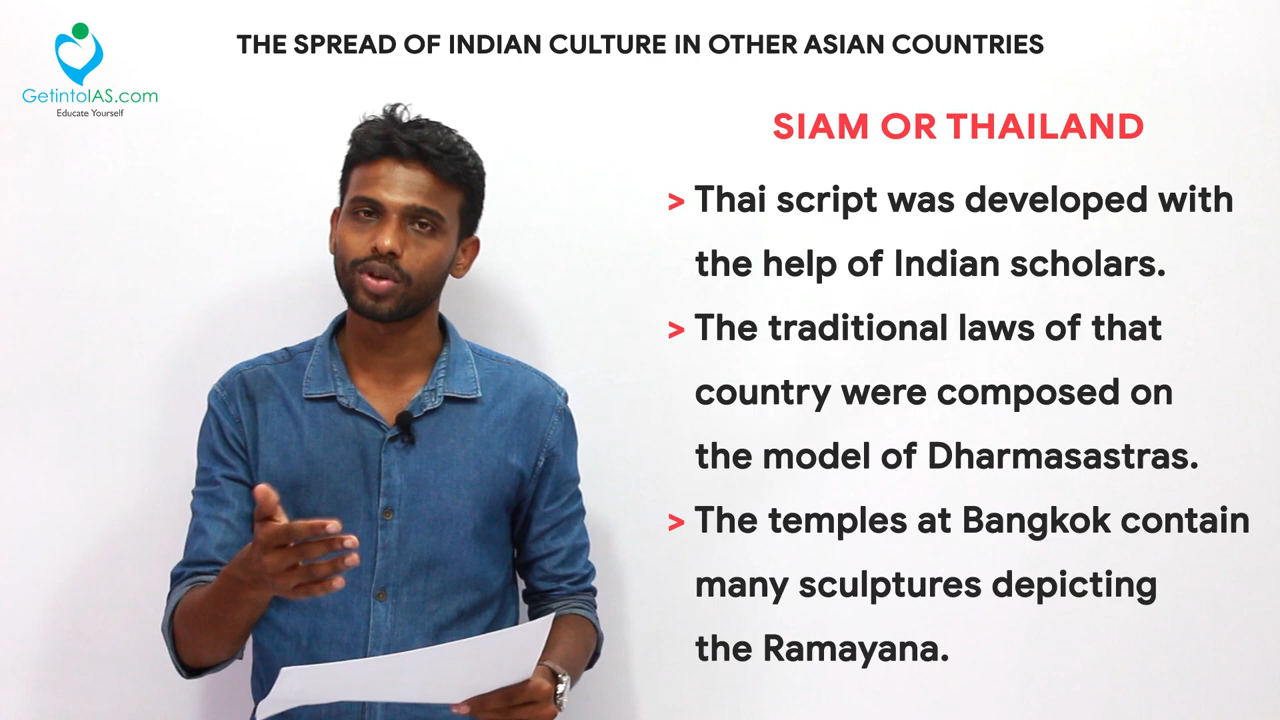 THE SPREAD OF INDIAN CULTURE IN OTHER ASIAN COUNTRIES
GetintoIAS.com
Educate Yourself
SIAM OR THAILAND
> Thai script was developed with
the help of Indian scholars.
> The traditional laws of that
country were composed on
the model of Dharmasastras.
> The temples at Bangkok contain
many sculptures depicting
the Ramayana.